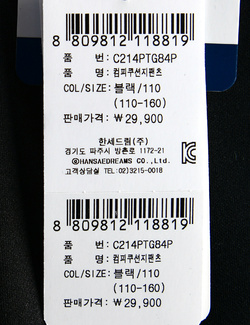 8 809812 118819
품 번: C214PTG84P
품 명: 컴피쿠션지팬츠
COL/SIZE: 블랙/110
(110-160)
판매가격: ₩ 29,900
한세드림(주)
경기도 파주시 방촌로 1172-21
ⓒHANSAEDREAMS CO.,Ltd.
고객상담실 TEL:02)3215-0018
8 809812 118819
품 번: C214PTG84P
품 명: 컴피쿠션지팬츠
COL/SIZE: 블랙/110
(110-160)
판매가격: ₩ 29,900